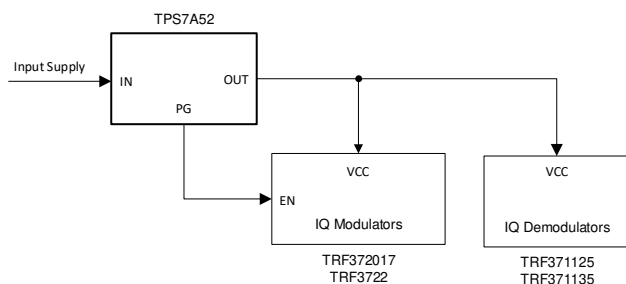 TPS7A52
Input Supply
IN
OUT
PG
VCC
EN
IQ Modulators
VCC
IQ Demodulators
TRF372017
TRF3722
TRF371125
TRF371135